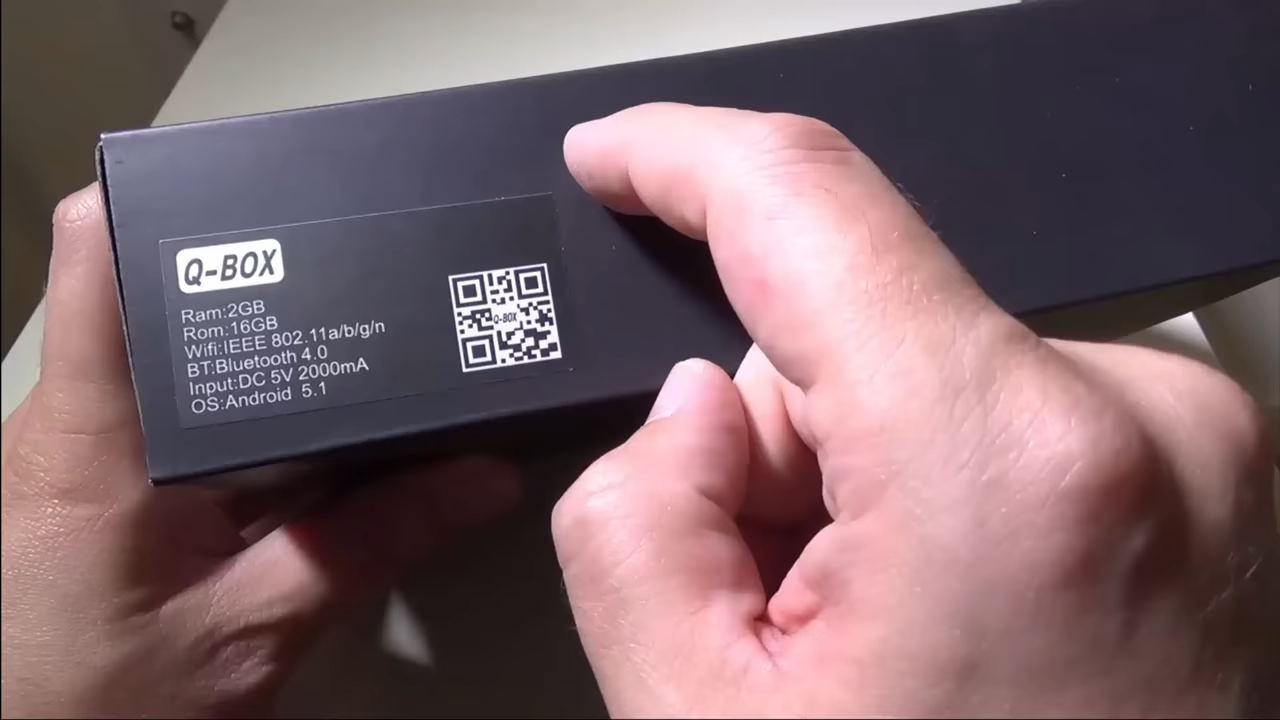 Q-BOX
Ram:2GB
Rom:16GB
Wifi:IEEE 802.11a/b/g/n
BT:Bluetooth 4.0
Input:DC 5V 2000mA
OS:Android 5.1
Q-BOX